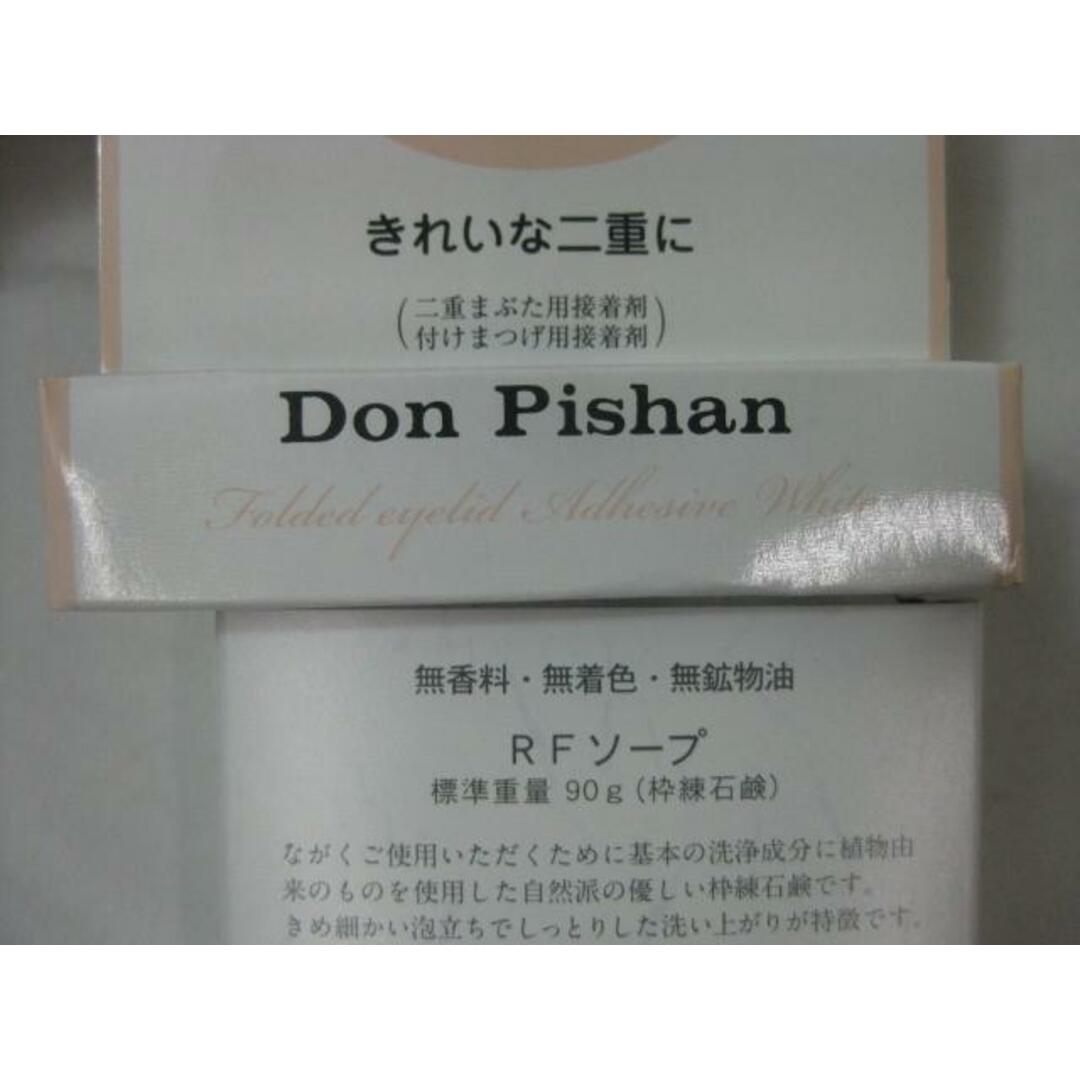 きれいな二重に
(二重まぶた用接着剤
付けまつげ用接着剤)
Don Pishan
Folded eyelid Adhesive White
無香料・無着色・無鉱物油
RFソープ
標準重量 90g (枠練石鹸)
ながくご使用いただくために基本の洗浄成分に植物由
来のものを使用した自然派の優しい枠練石鹸です。
きめ細かい泡立ちでしっとりした洗い上がりが特徴です。